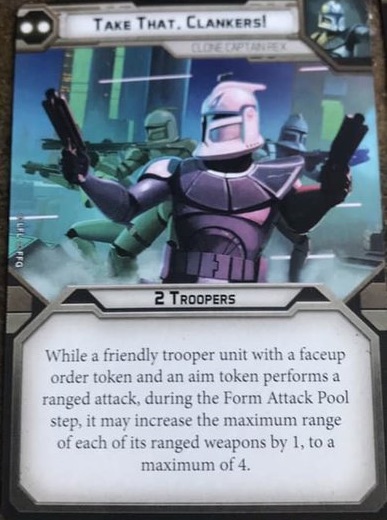 TAKE THAT, CLANKERS!
CLONE CAPTAIN REX
© LFL © FFG
2 TROOPERS
While a friendly trooper unit with a faceup
order token and an aim token performs a
ranged attack, during the Form Attack Pool
step, it may increase the maximum range
of each of its ranged weapons by 1, to a
maximum of 4.